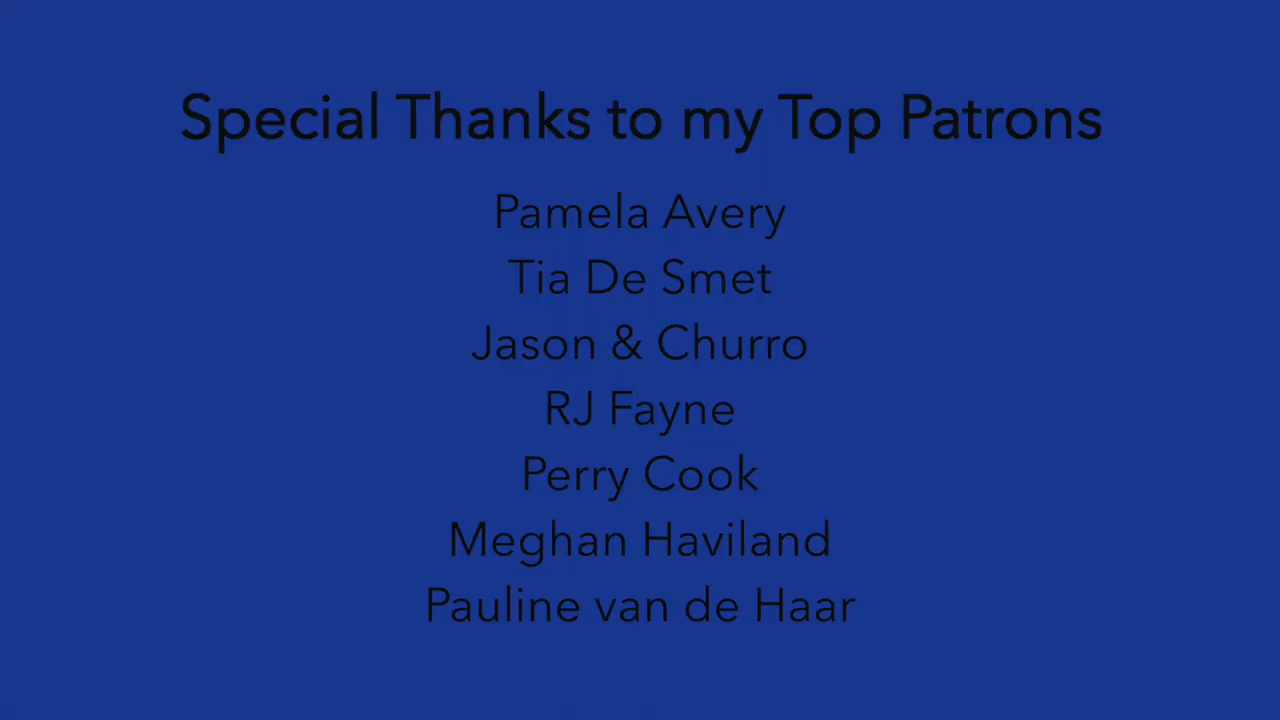 Special Thanks to my Top Patrons
Pamela Avery
Tia De Smet
Jason & Churro
RJ Fayne
Perry Cook
Meghan Haviland
Pauline van de Haar